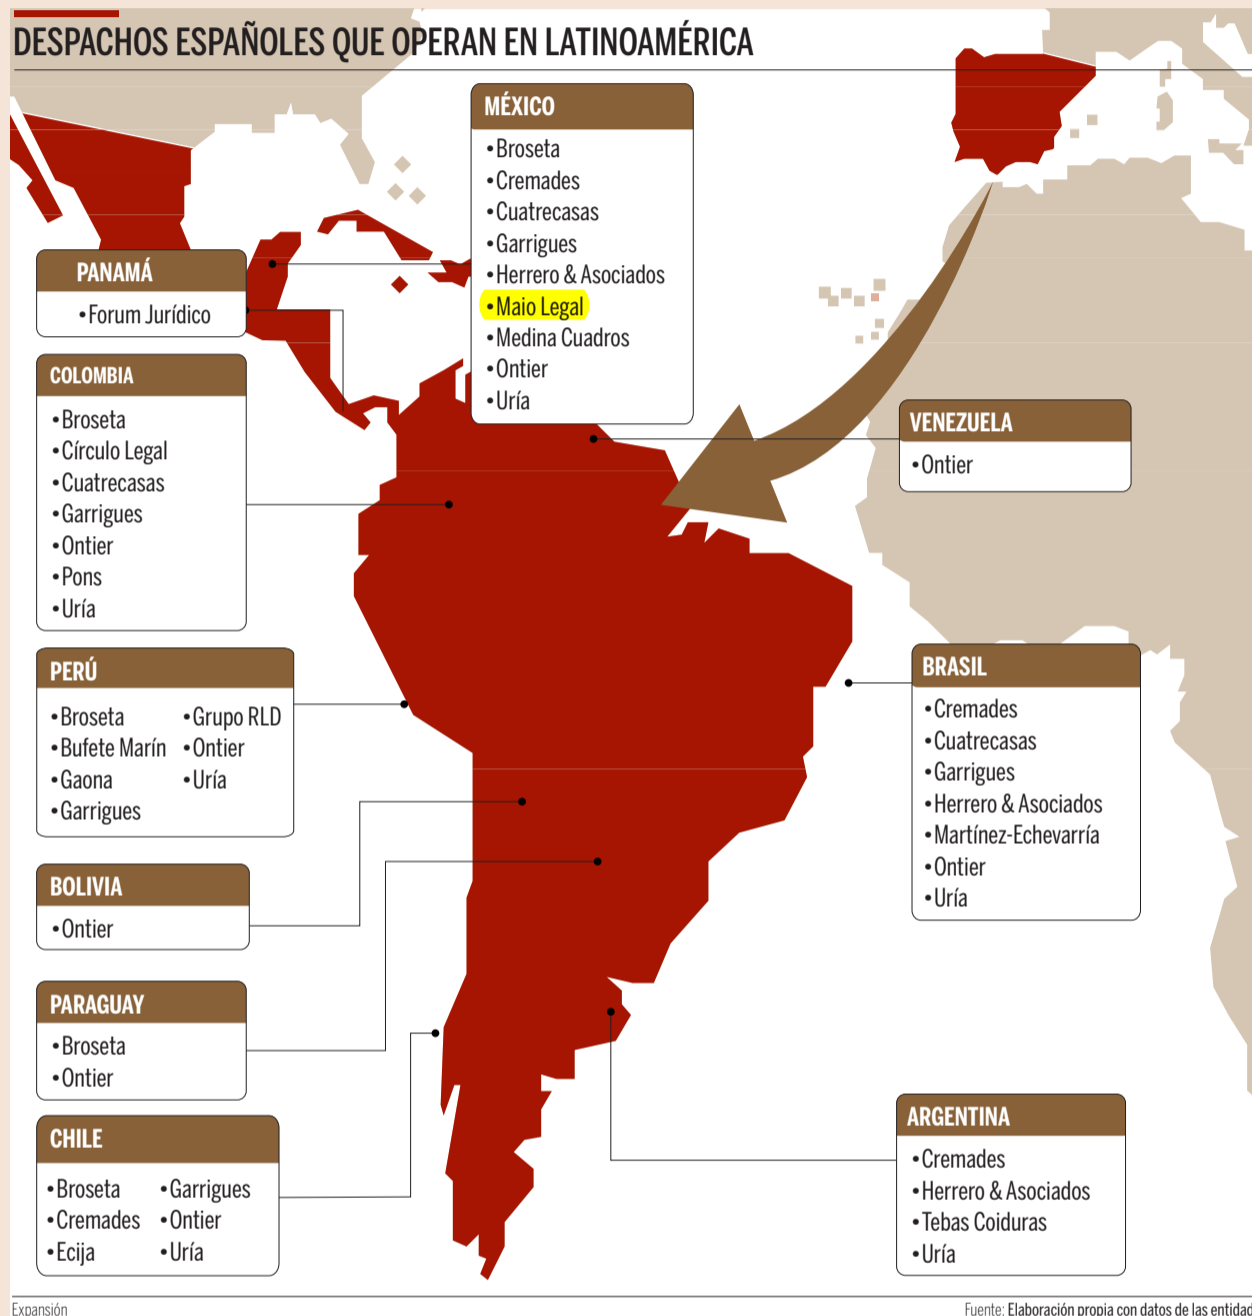 DESPACHOS ESPAÑOLES QUE OPERAN EN LATINOAMÉRICA
MÉXICO
•Broseta
•Cremades
•Cuatrecasas
•Garrigues
•Herrero & Asociados
•Maio Legal
•Medina Cuadros
•Ontier
•Uría
PANAMÁ
•Forum Jurídico
COLOMBIA
•Broseta
•Círculo Legal
•Cuatrecasas
•Garrigues
•Ontier
•Pons
•Uría
VENEZUELA
•Ontier
PERÚ
•Broseta
•Bufete Marín
•Gaona
•Garrigues
•Grupo RLD
•Ontier
•Uría
BRASIL
•Cremades
•Cuatrecasas
•Garrigues
•Herrero & Asociados
•Martínez-Echevarría
•Ontier
•Uría
BOLIVIA
•Ontier
PARAGUAY
•Broseta
•Ontier
CHILE
•Broseta
•Cremades
•Ecija
•Garrigues
•Ontier
•Uría
ARGENTINA
•Cremades
•Herrero & Asociados
•Tebas Coiduras
•Uría
Expansión
Fuente: Elaboración propia con datos de las entidad